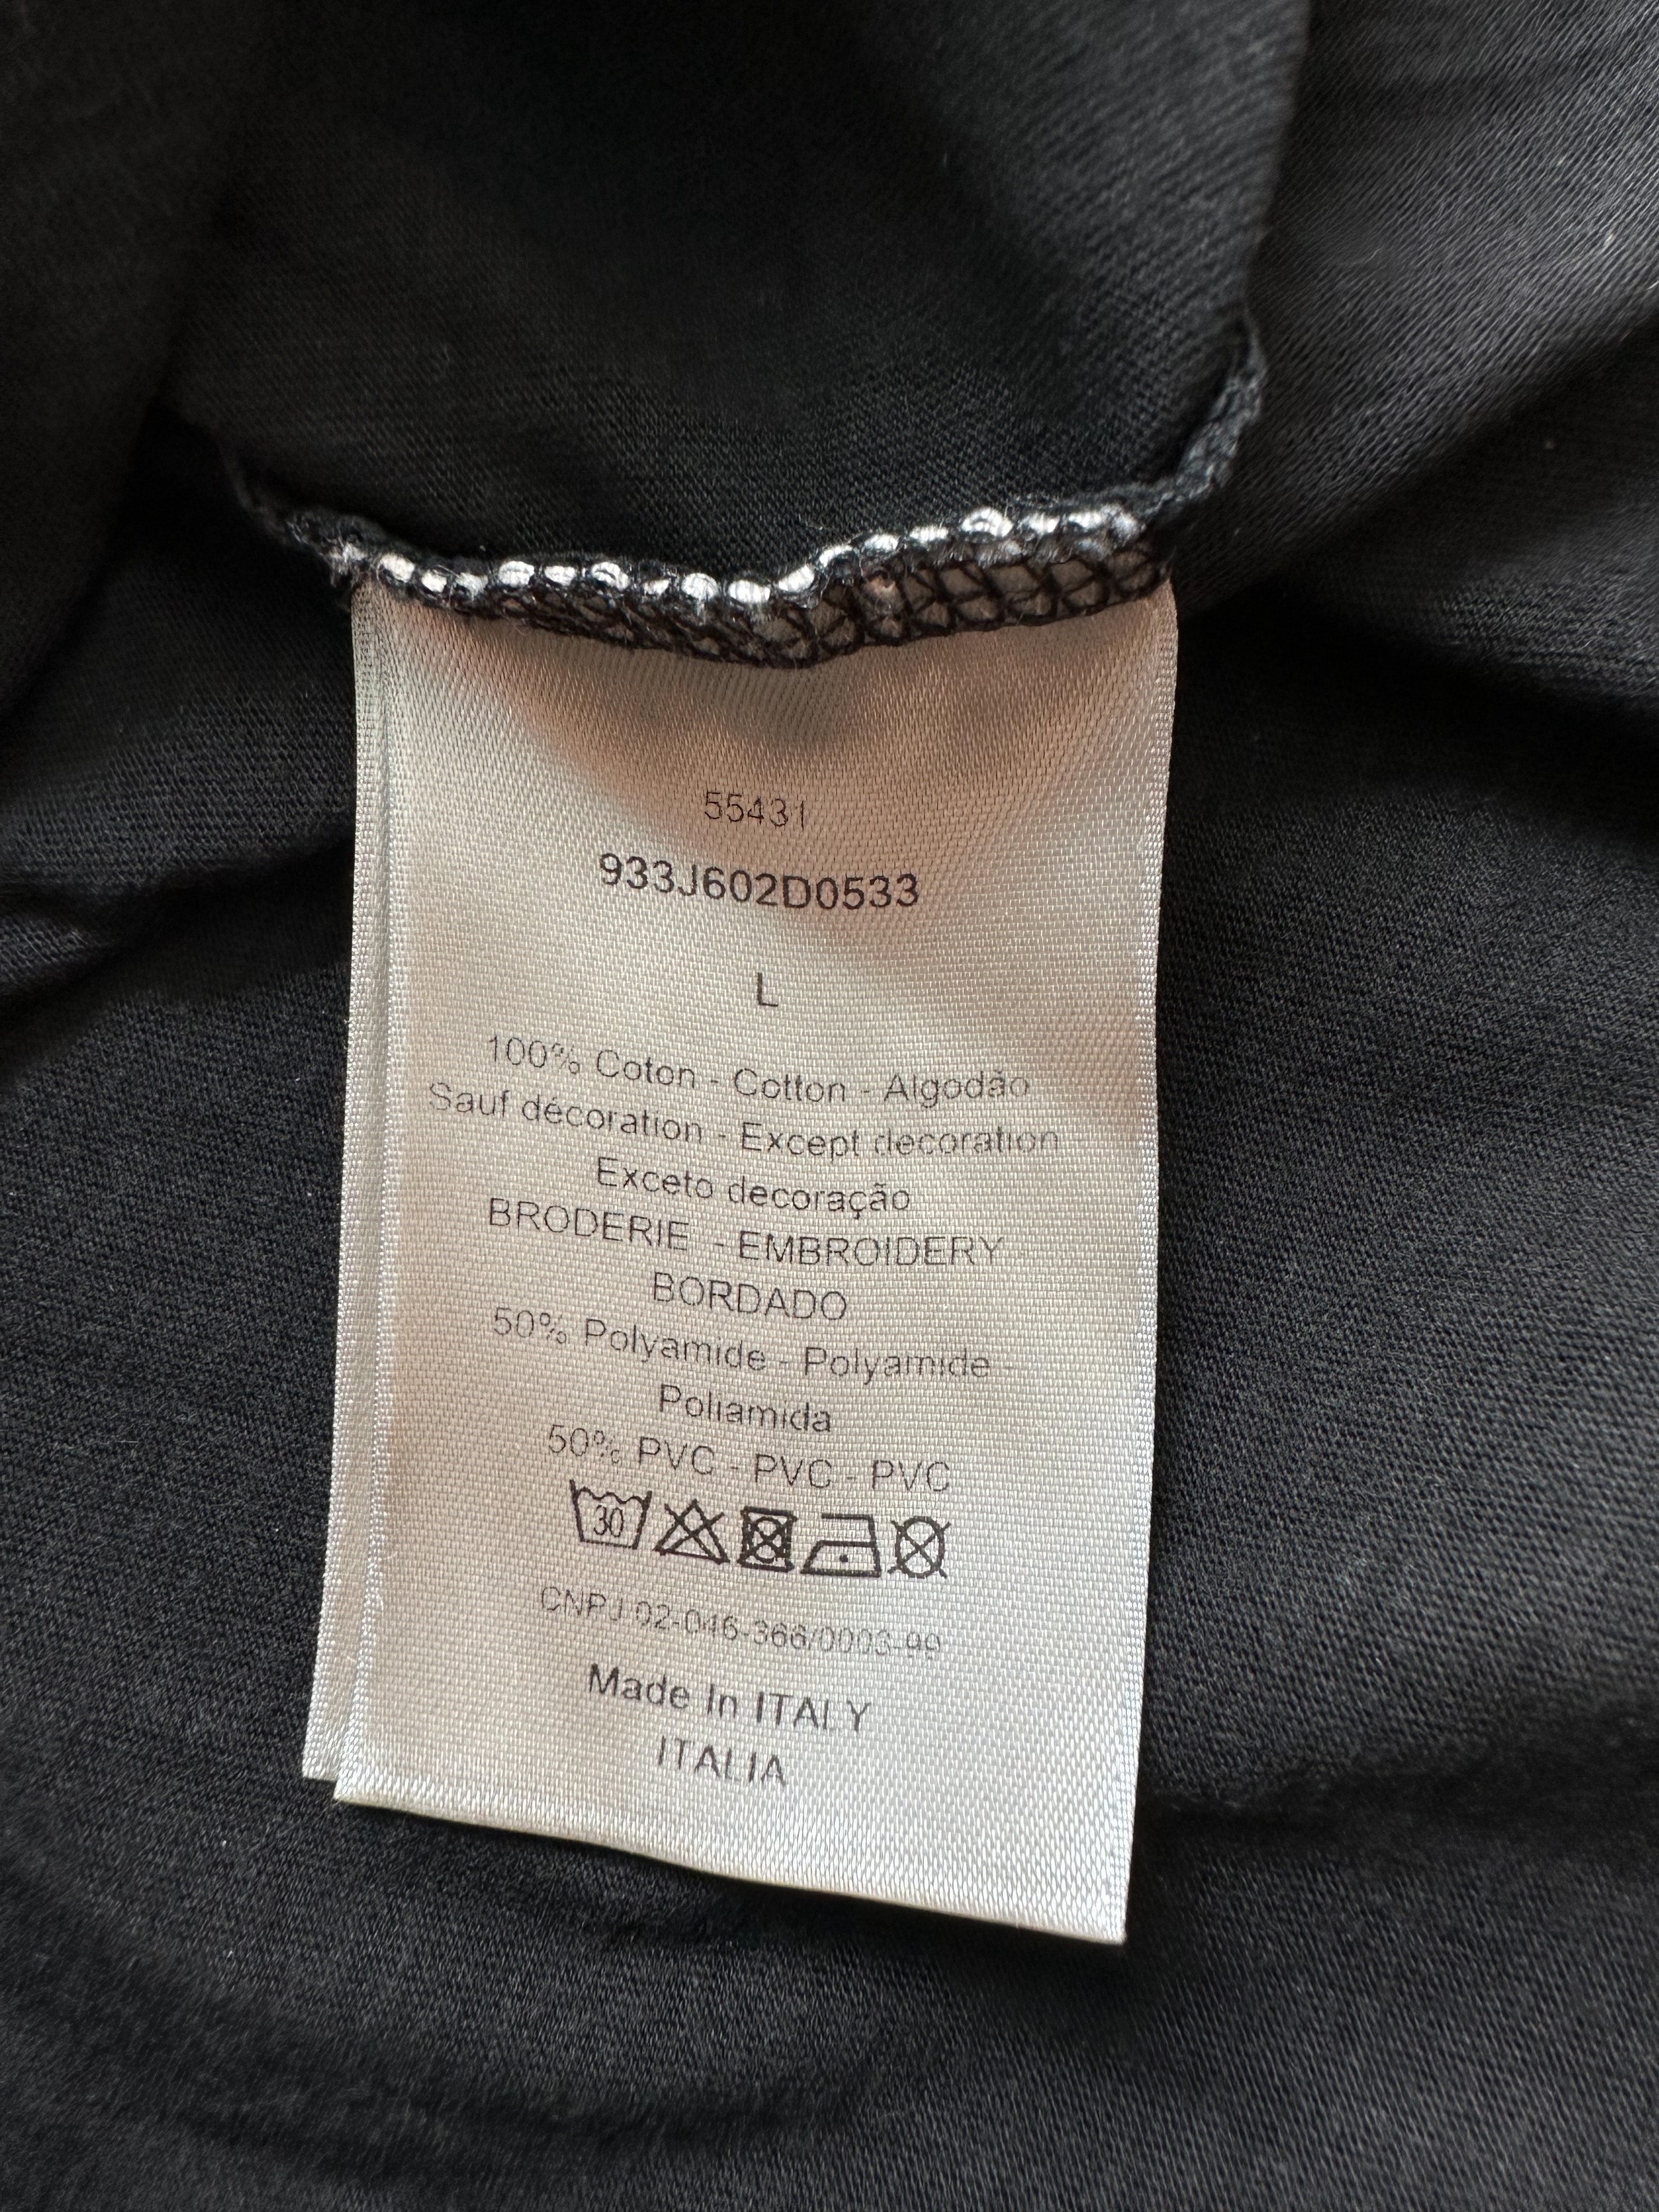 55431
933J602D0533
L
100% Coton - Cotton - Algodão
Sauf décoration - Except decoration
Exceto decoração
BRODERIE - EMBROIDERY
BORDADO
50% Polyamide - Polyamide -
Poliamida
50% PVC - PVC - PVC
30
CNPJ 02-046-366/0003-99
Made In ITALY
ITALIA